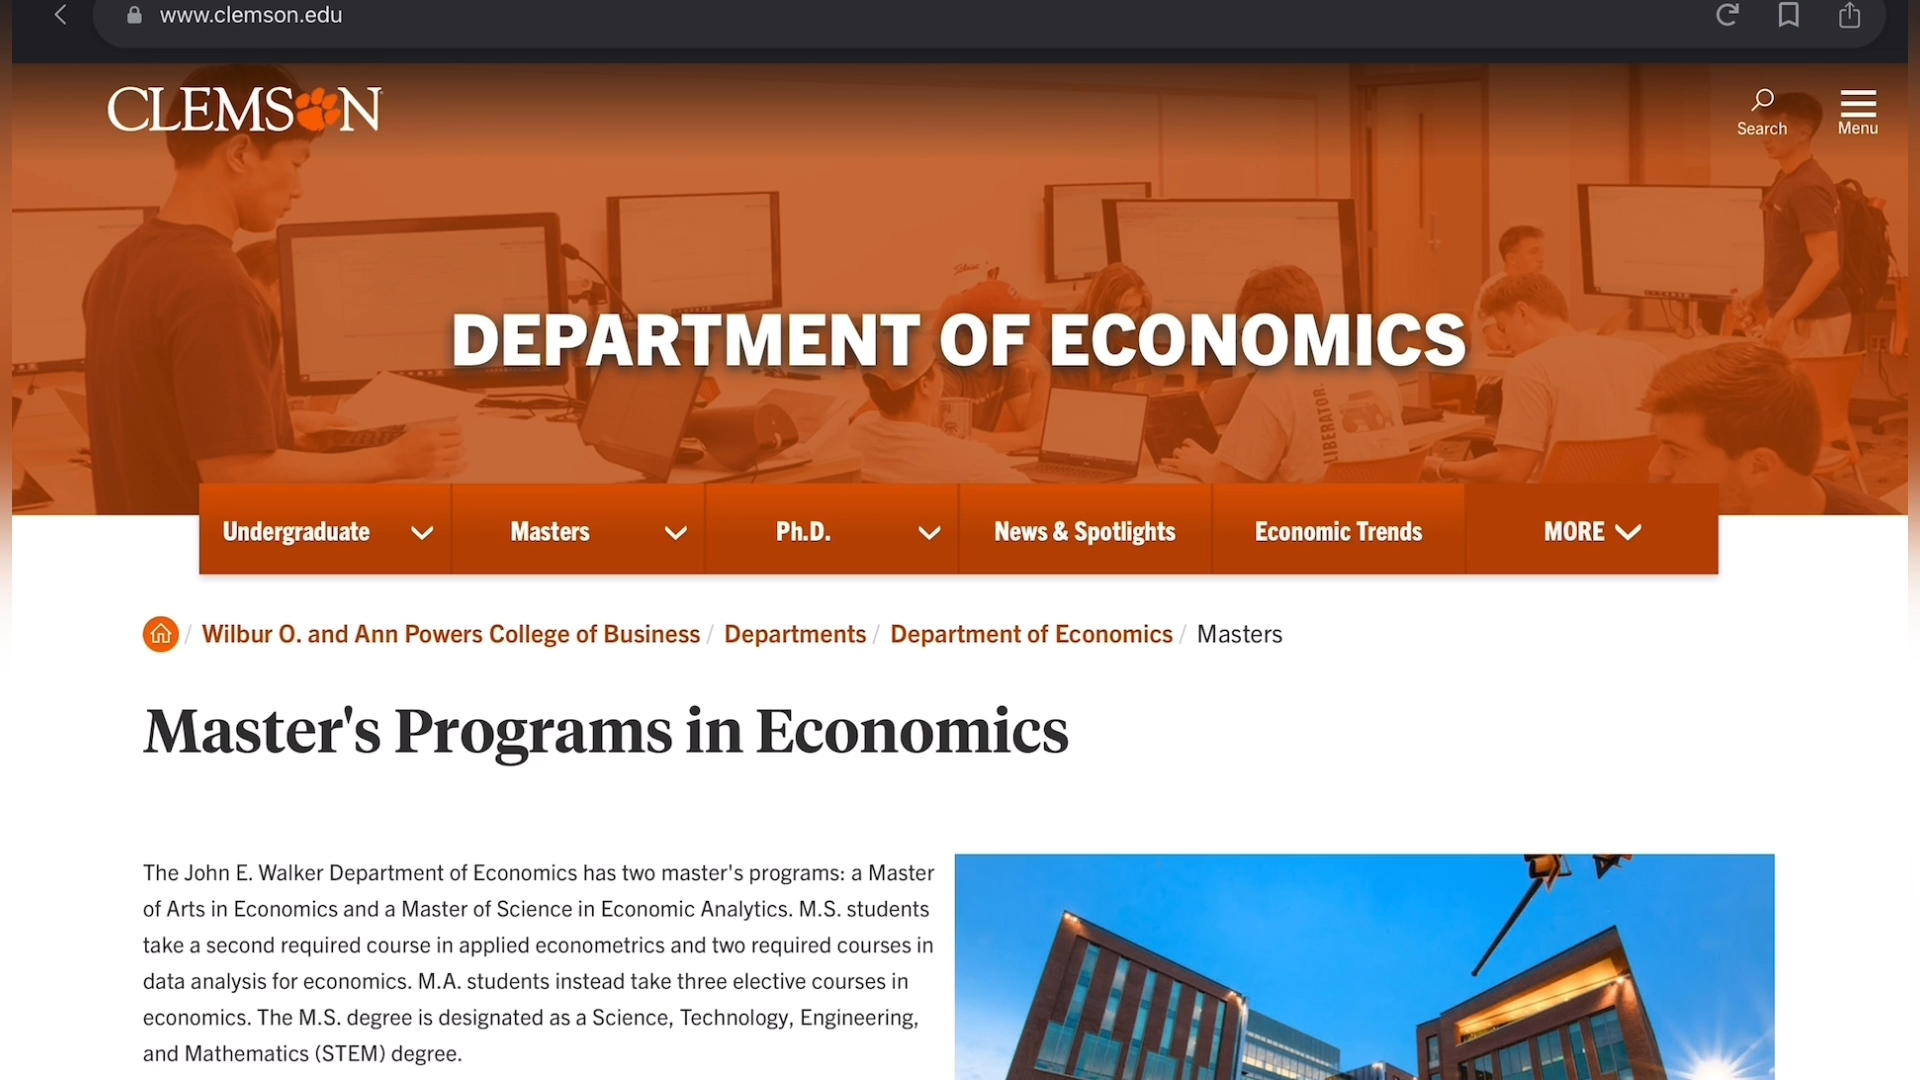 www.clemson.edu
CLEMSON
Search
Menu
DEPARTMENT OF ECONOMICS
LIBERATOR.
Undergraduate
Masters
Ph.D.
News & Spotlights
Economic Trends
MORE
/ Wilbur O. and Ann Powers College of Business / Departments / Department of Economics / Masters
Master's Programs in Economics
The John E. Walker Department of Economics has two master's programs: a Master
of Arts in Economics and a Master of Science in Economic Analytics. M.S. students
take a second required course in applied econometrics and two required courses in
data analysis for economics. M.A. students instead take three elective courses in
economics. The M.S. degree is designated as a Science, Technology, Engineering,
and Mathematics (STEM) degree.